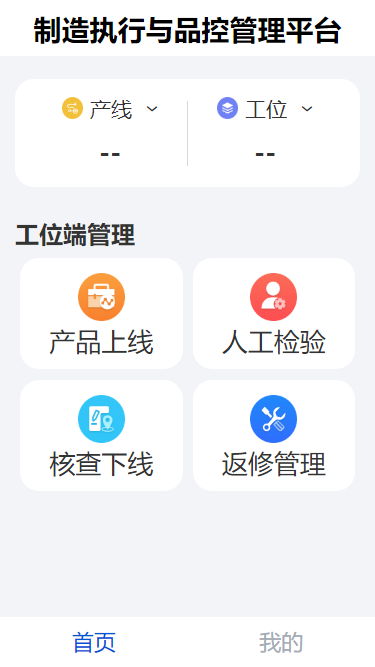 制造执行与品控管理平台
产线 工位
-- --
工位端管理
产品上线 人工检验
核查下线 返修管理
首页 我的